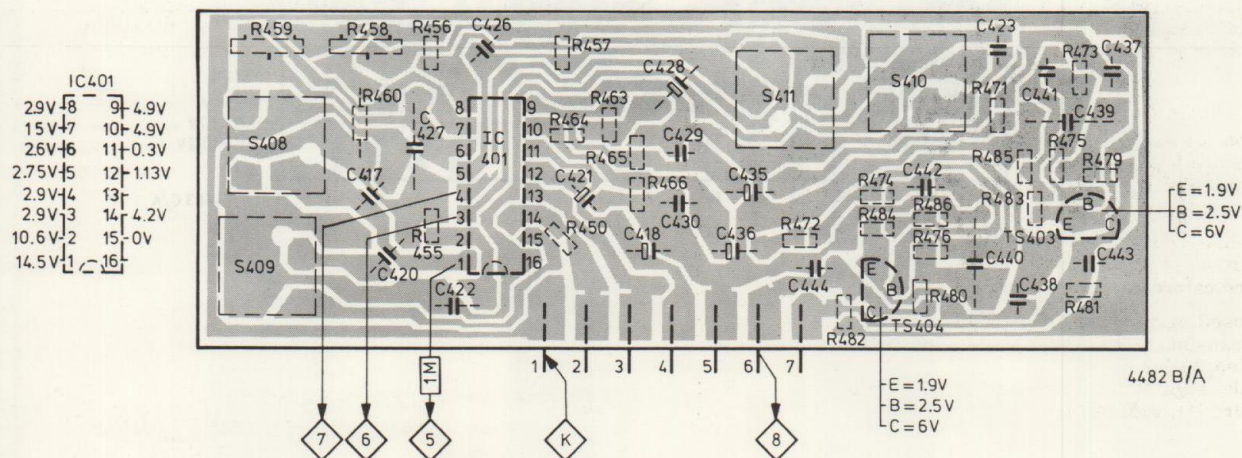 IC401
2.9V 8 9 4.9V
15V 7 10 4.9V
2.6V 6 11 0.3V
2.75V 5 12 1.13V
2.9V 4 13
2.9V 3 14 4.2V
10.6V 2 15 0V
14.5V 1 16
R459 R458 R456 C426 R457 C428 S411 S410 C423 R473 C437
S408 R460 C427 R463 R464 R471 C441 C439
8 9
7 IC 10
6 401 11
5 12
4 13
3 14
2 15
1 16
R465 C429 R485 R475 R479
C417 C421 R466 C435 R474 C442 R483
C430 R484 R486 TS403 E B C
S409 C420 R455 R450 C418 C436 R472 R476 C440 C443
C422 C444 E B C R480 C438 R481
R482 TS404
E=1.9V
B=2.5V
C=6V
1 2 3 4 5 6 7
1M
7 6 5 K 8
E=1.9V
B=2.5V
C=6V
4482 B/A